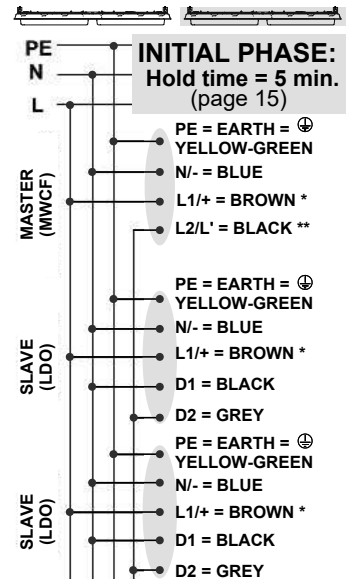 PE
N
L
INITIAL PHASE:
Hold time = 5 min.
(page 15)
MASTER
(MWCF)
PE = EARTH = ⏚
YELLOW-GREEN
N/- = BLUE
L1/+ = BROWN *
L2/L' = BLACK **
SLAVE
(LDO)
PE = EARTH = ⏚
YELLOW-GREEN
N/- = BLUE
L1/+ = BROWN *
D1 = BLACK
D2 = GREY
SLAVE
(LDO)
PE = EARTH = ⏚
YELLOW-GREEN
N/- = BLUE
L1/+ = BROWN *
D1 = BLACK
D2 = GREY